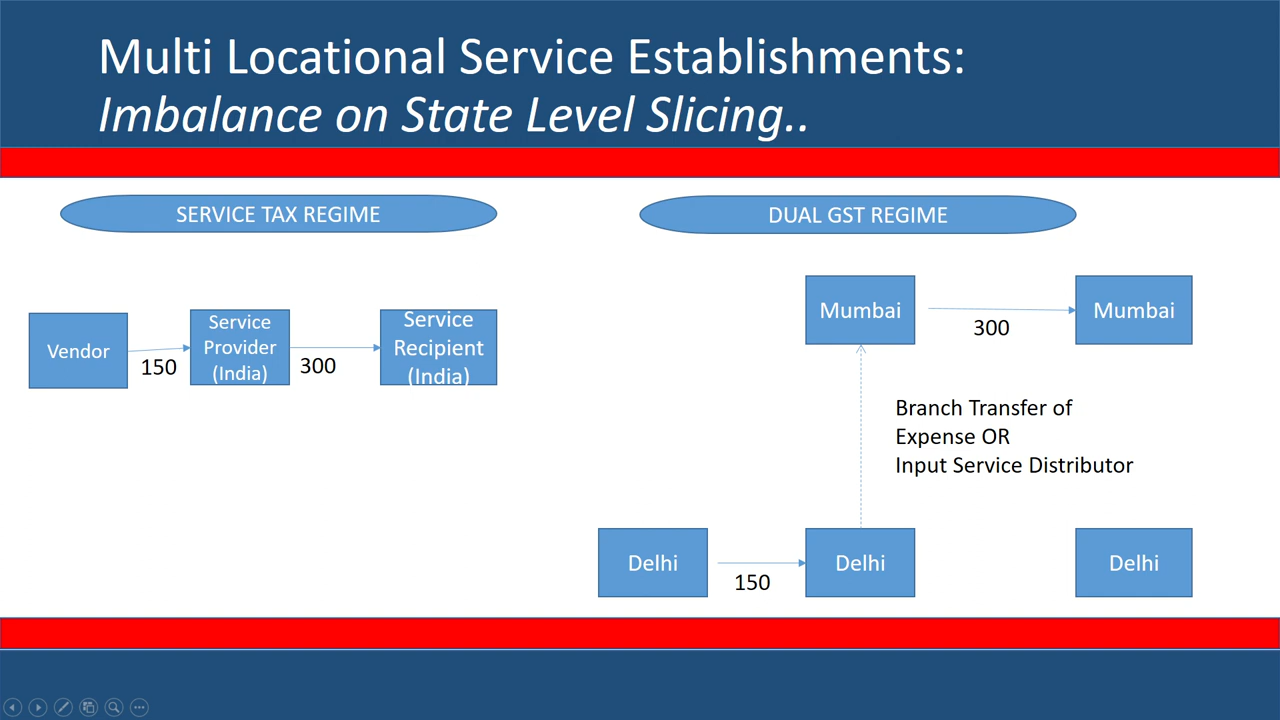 Multi Locational Service Establishments:
Imbalance on State Level Slicing..
SERVICE TAX REGIME
Vendor
150
Service
Provider
(India)
300
Service
Recipient
(India)
DUAL GST REGIME
Mumbai
300
Mumbai
Branch Transfer of
Expense OR
Input Service Distributor
Delhi
150
Delhi
Delhi